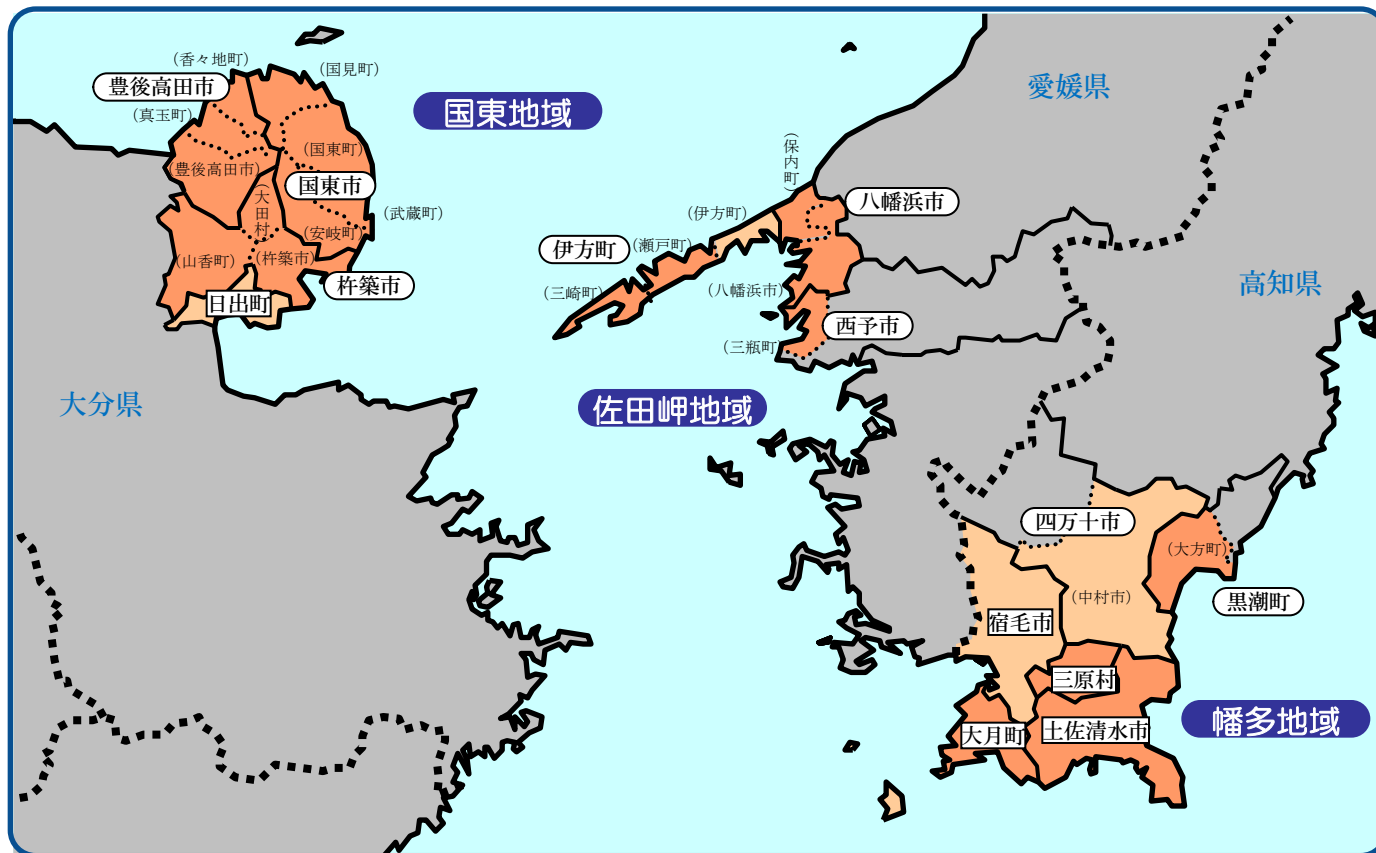 (香々地町)
(国見町)
豊後高田市
(真玉町)
国東地域
(国東町)
(豊後高田市)
国東市
(大田村)
(武蔵町)
(安岐町)
(山香町)
(杵築市)
杵築市
日出町
大分県
愛媛県
(保内町)
八幡浜市
(伊方町)
伊方町
(瀬戸町)
(三崎町)
(八幡浜市)
西予市
(三瓶町)
佐田岬地域
高知県
四万十市
(大方町)
(中村市)
黒潮町
宿毛市
三原村
大月町
土佐清水市
幡多地域